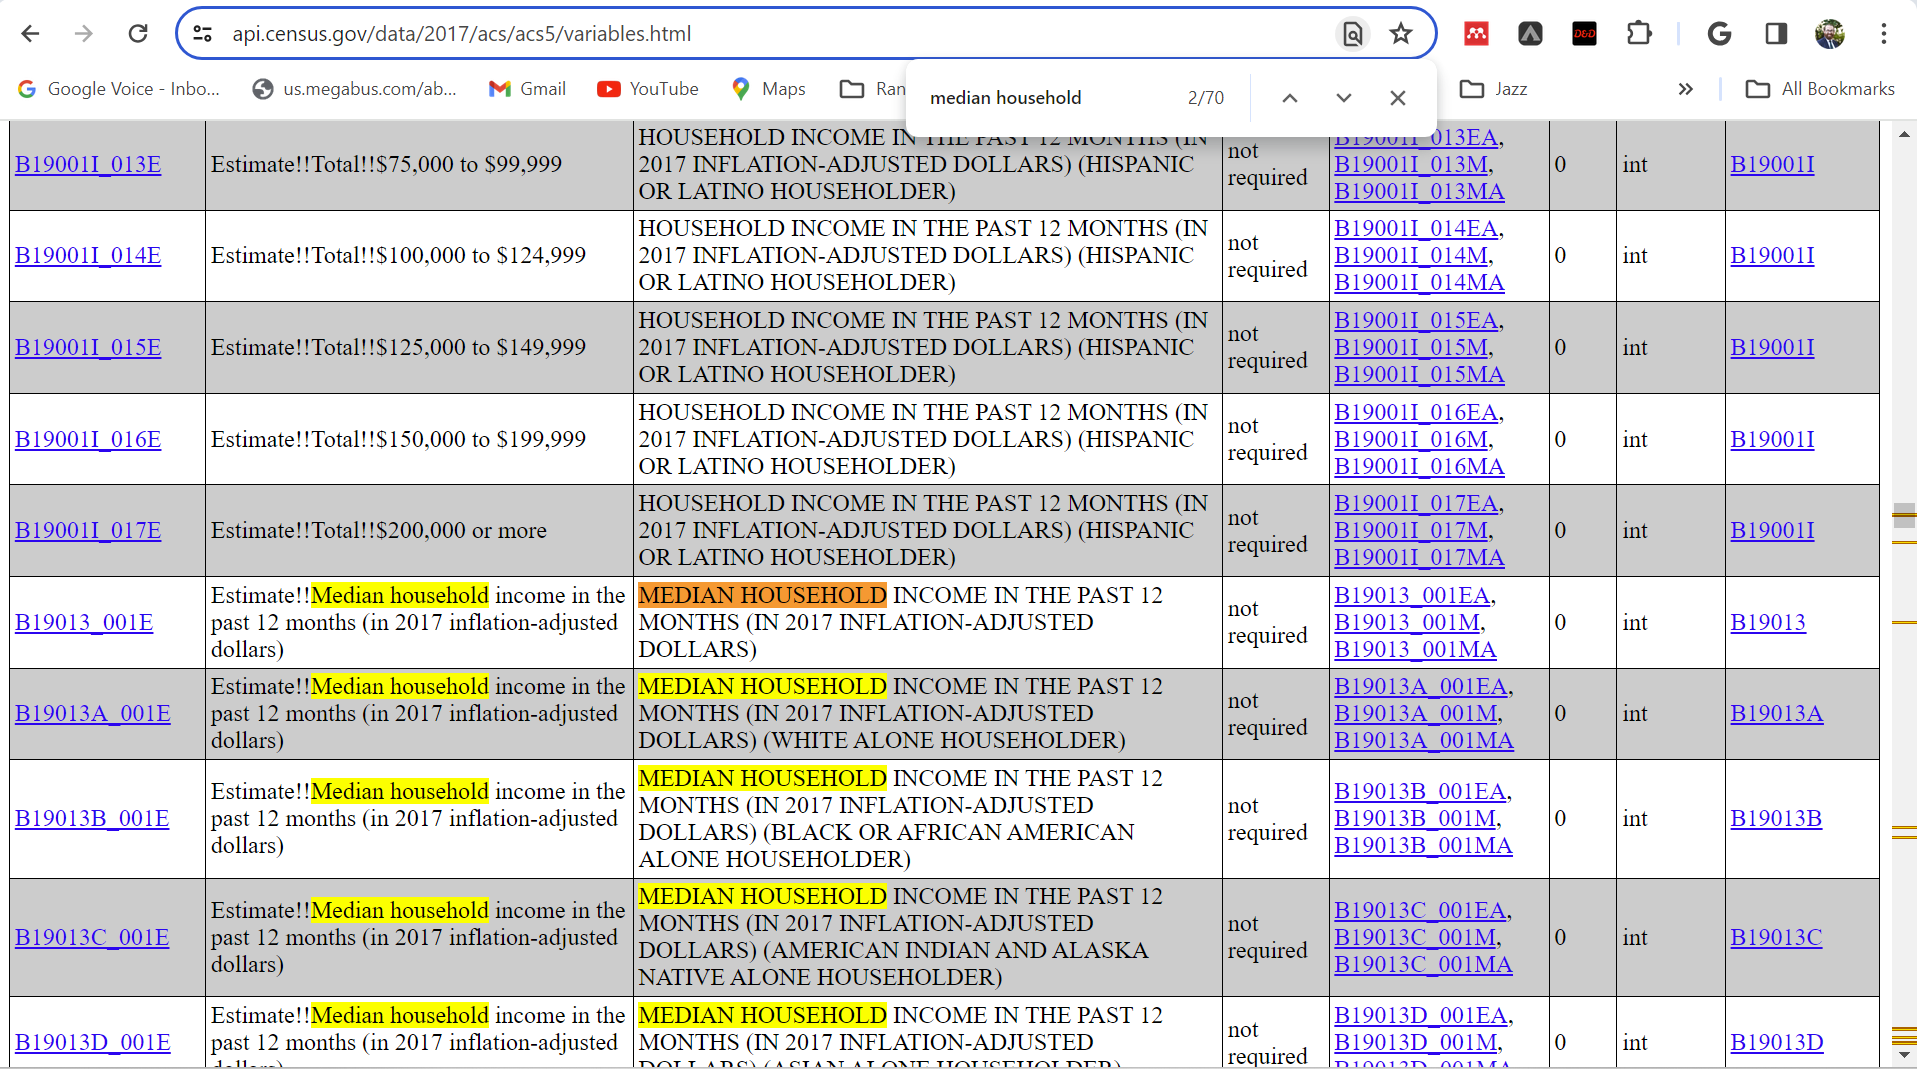 api.census.gov/data/2017/acs/acs5/variables.html
D&D
G
Google Voice - Inbo...
us.megabus.com/ab...
Gmail
YouTube
Maps
Ran
Jazz
»
All Bookmarks
median household
2/70
B19001I_013E
Estimate!!Total!!$75,000 to $99,999
HOUSEHOLD INCOME IN THE PAST 12 MONTHS (IN
2017 INFLATION-ADJUSTED DOLLARS) (HISPANIC
OR LATINO HOUSEHOLDER)
not
required
B19001I_013EA,
B19001I_013M,
B19001I_013MA
0
int
B19001I
B19001I_014E
Estimate!!Total!!$100,000 to $124,999
HOUSEHOLD INCOME IN THE PAST 12 MONTHS (IN
2017 INFLATION-ADJUSTED DOLLARS) (HISPANIC
OR LATINO HOUSEHOLDER)
not
required
B19001I_014EA,
B19001I_014M,
B19001I_014MA
0
int
B19001I
B19001I_015E
Estimate!!Total!!$125,000 to $149,999
HOUSEHOLD INCOME IN THE PAST 12 MONTHS (IN
2017 INFLATION-ADJUSTED DOLLARS) (HISPANIC
OR LATINO HOUSEHOLDER)
not
required
B19001I_015EA,
B19001I_015M,
B19001I_015MA
0
int
B19001I
B19001I_016E
Estimate!!Total!!$150,000 to $199,999
HOUSEHOLD INCOME IN THE PAST 12 MONTHS (IN
2017 INFLATION-ADJUSTED DOLLARS) (HISPANIC
OR LATINO HOUSEHOLDER)
not
required
B19001I_016EA,
B19001I_016M,
B19001I_016MA
0
int
B19001I
B19001I_017E
Estimate!!Total!!$200,000 or more
HOUSEHOLD INCOME IN THE PAST 12 MONTHS (IN
2017 INFLATION-ADJUSTED DOLLARS) (HISPANIC
OR LATINO HOUSEHOLDER)
not
required
B19001I_017EA,
B19001I_017M,
B19001I_017MA
0
int
B19001I
B19013_001E
Estimate!!Median household income in the
past 12 months (in 2017 inflation-adjusted
dollars)
MEDIAN HOUSEHOLD INCOME IN THE PAST 12
MONTHS (IN 2017 INFLATION-ADJUSTED
DOLLARS)
not
required
B19013_001EA,
B19013_001M,
B19013_001MA
0
int
B19013
B19013A_001E
Estimate!!Median household income in the
past 12 months (in 2017 inflation-adjusted
dollars)
MEDIAN HOUSEHOLD INCOME IN THE PAST 12
MONTHS (IN 2017 INFLATION-ADJUSTED
DOLLARS) (WHITE ALONE HOUSEHOLDER)
not
required
B19013A_001EA,
B19013A_001M,
B19013A_001MA
0
int
B19013A
B19013B_001E
Estimate!!Median household income in the
past 12 months (in 2017 inflation-adjusted
dollars)
MEDIAN HOUSEHOLD INCOME IN THE PAST 12
MONTHS (IN 2017 INFLATION-ADJUSTED
DOLLARS) (BLACK OR AFRICAN AMERICAN
ALONE HOUSEHOLDER)
not
required
B19013B_001EA,
B19013B_001M,
B19013B_001MA
0
int
B19013B
B19013C_001E
Estimate!!Median household income in the
past 12 months (in 2017 inflation-adjusted
dollars)
MEDIAN HOUSEHOLD INCOME IN THE PAST 12
MONTHS (IN 2017 INFLATION-ADJUSTED
DOLLARS) (AMERICAN INDIAN AND ALASKA
NATIVE ALONE HOUSEHOLDER)
not
required
B19013C_001EA,
B19013C_001M,
B19013C_001MA
0
int
B19013C
B19013D_001E
Estimate!!Median household income in the
past 12 months (in 2017 inflation-adjusted
dollars)
MEDIAN HOUSEHOLD INCOME IN THE PAST 12
MONTHS (IN 2017 INFLATION-ADJUSTED
DOLLARS) (ASIAN ALONE HOUSEHOLDER)
not
required
B19013D_001EA,
B19013D_001M,
B19013D_001MA
0
int
B19013D